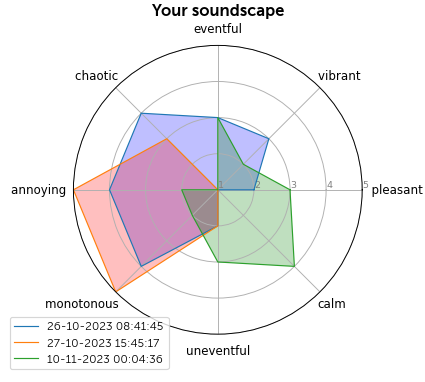 Your soundscape
eventful
chaotic
vibrant
annoying
1
2
3
4
5
pleasant
monotonous
calm
uneventful
26-10-2023 08:41:45
27-10-2023 15:45:17
10-11-2023 00:04:36